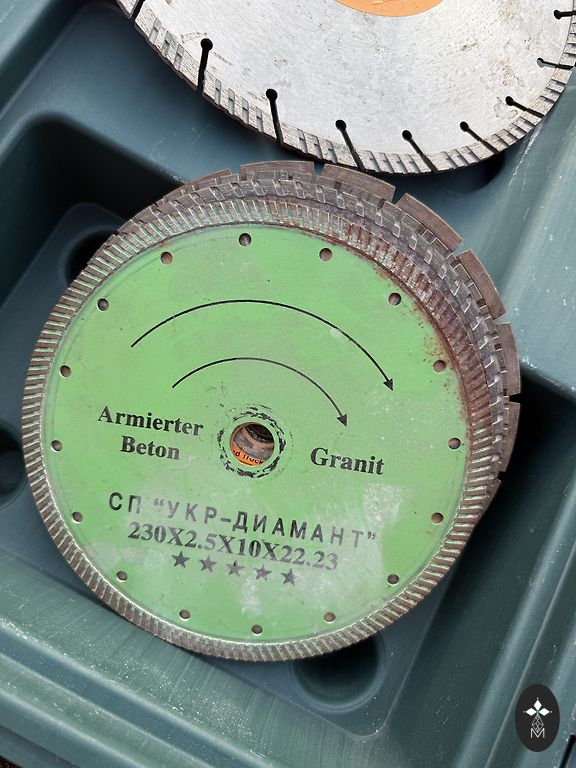 Armierter
Beton
Granit
СП "УКР-ДИАМАНТ"
230X2.5X10X22.23